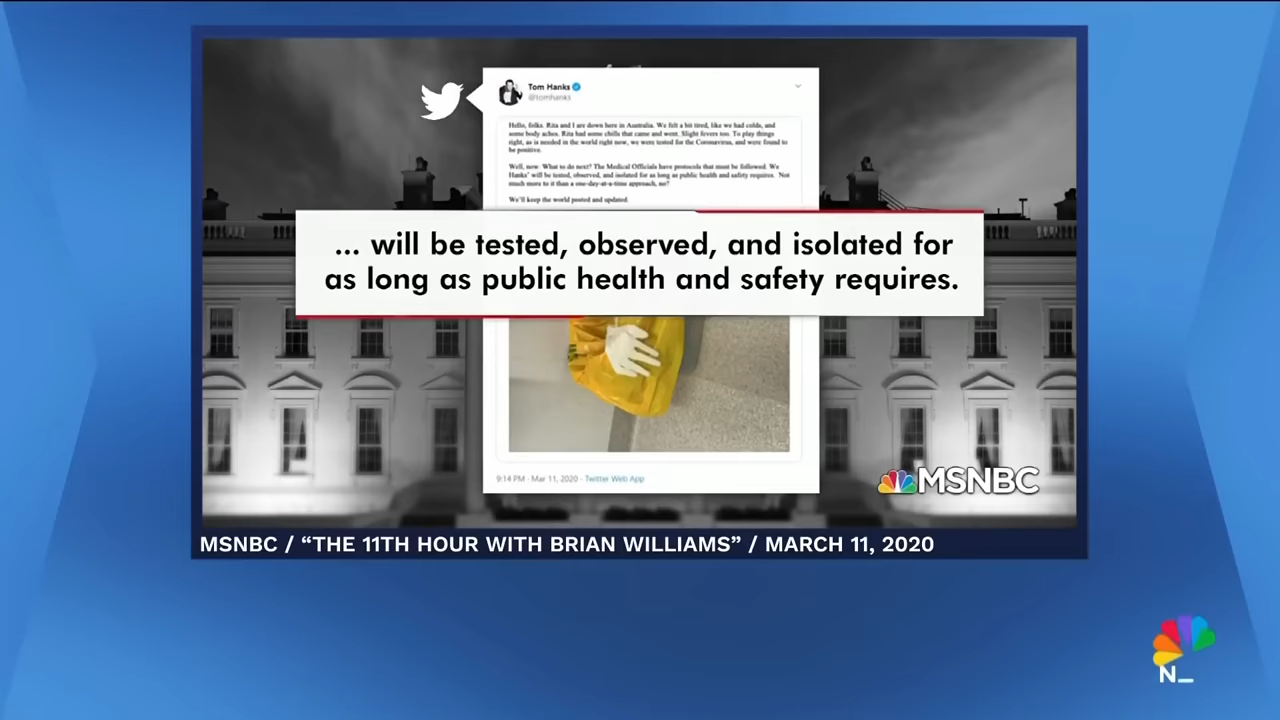 Tom Hanks
@tomhanks
Hello, folks. Rita and I are down here in Australia. We felt a bit tired, like we had colds, and
some body aches. Rita had some chills that came and went. Slight fevers too. To play things
right, as is needed in the world right now, we were tested for the Coronavirus, and were found to
be positive.
Well, now. What to do next? The Medical Officials have protocols that must be followed. We
Hanks' will be tested, observed, and isolated for as long as public health and safety requires. Not
much more to it than a one-day-at-a-time approach, no?
We'll keep the world posted and updated.
... will be tested, observed, and isolated for
as long as public health and safety requires.
9:14 PM · Mar 11, 2020 · Twitter Web App
MSNBC
MSNBC / “THE 11TH HOUR WITH BRIAN WILLIAMS” / MARCH 11, 2020
N_